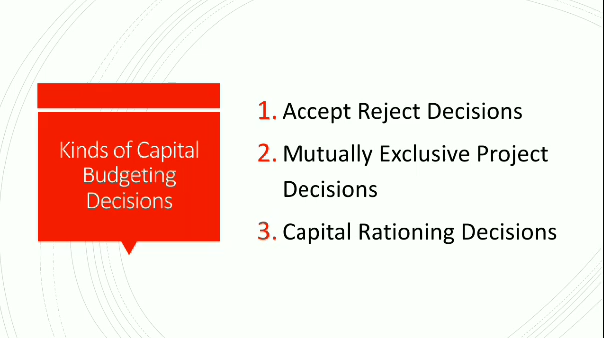 Kinds of Capital
Budgeting
Decisions
1. Accept Reject Decisions
2. Mutually Exclusive Project
Decisions
3. Capital Rationing Decisions